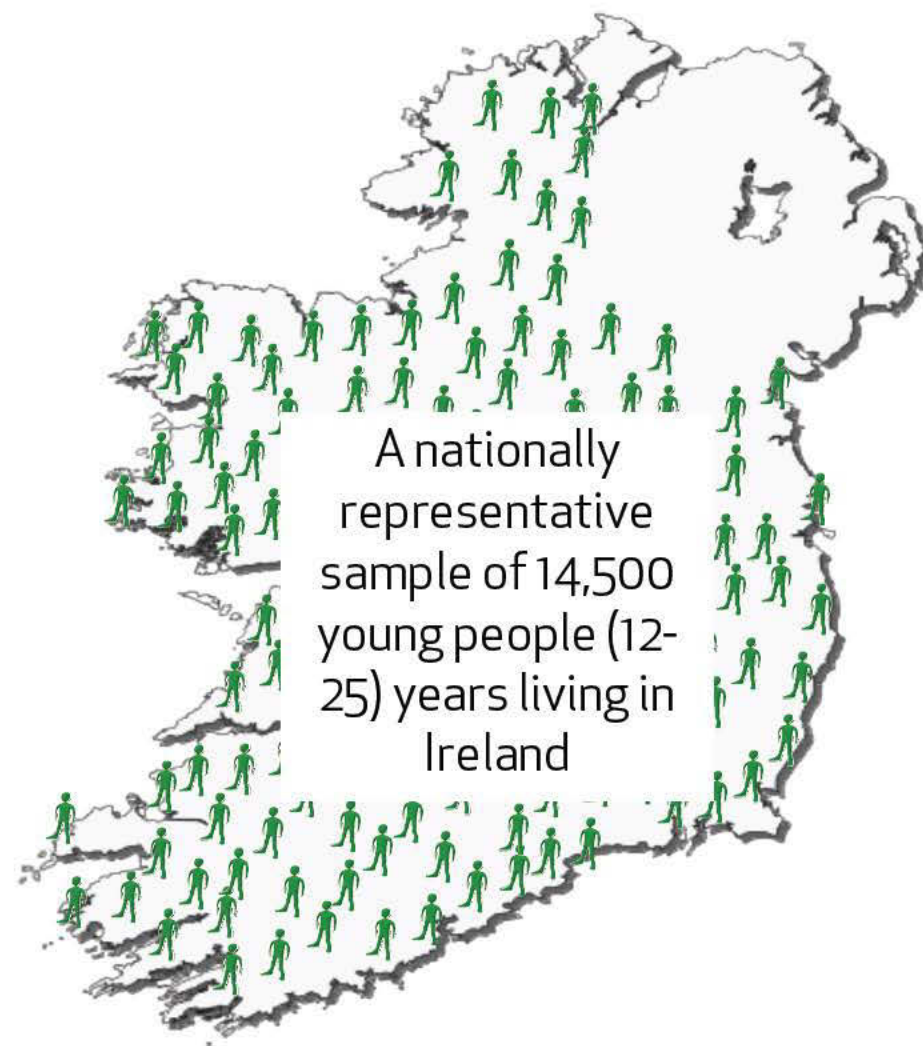 A nationally
representative
sample of 14,500
young people (12-
25) years living in
Ireland